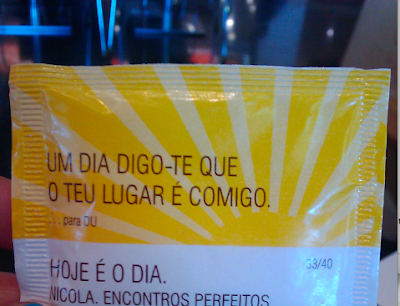 UM DIA DIGO-TE QUE
O TEU LUGAR É COMIGO.
... para DU
HOJE É O DIA.
33/40
NICOLA. ENCONTROS PERFEITOS